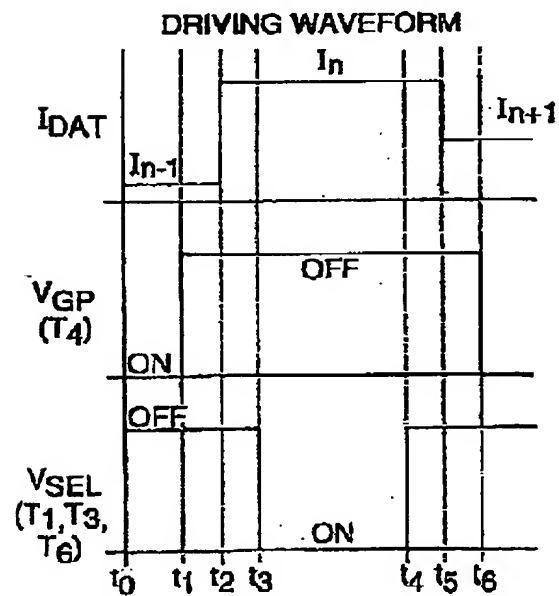 DRIVING WAVEFORM
In
IDAT
In+1
In-1
OFF
VGP
(T4)
ON
OFF
VSEL
(T1,T3,
T6)
ON
t0 t1 t2 t3 t4 t5 t6